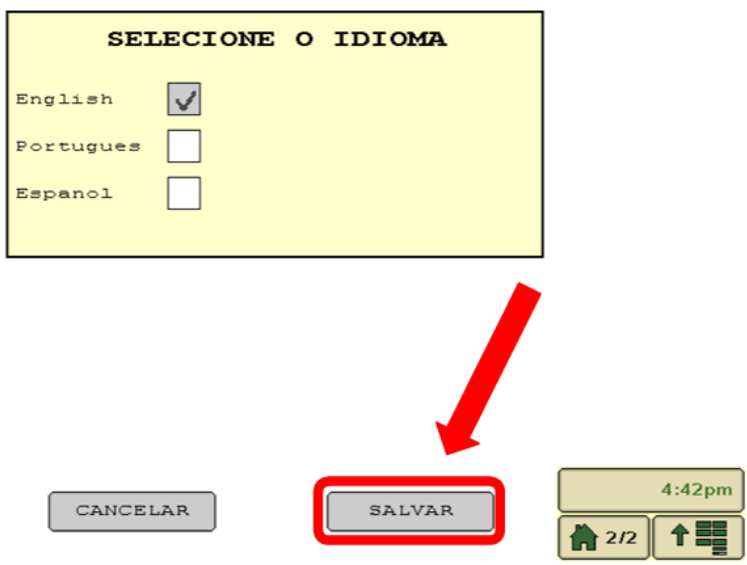 SELECIONE O IDIOMA
English
Portugues
Espanol
4:42pm
CANCELAR
SALVAR
2/2